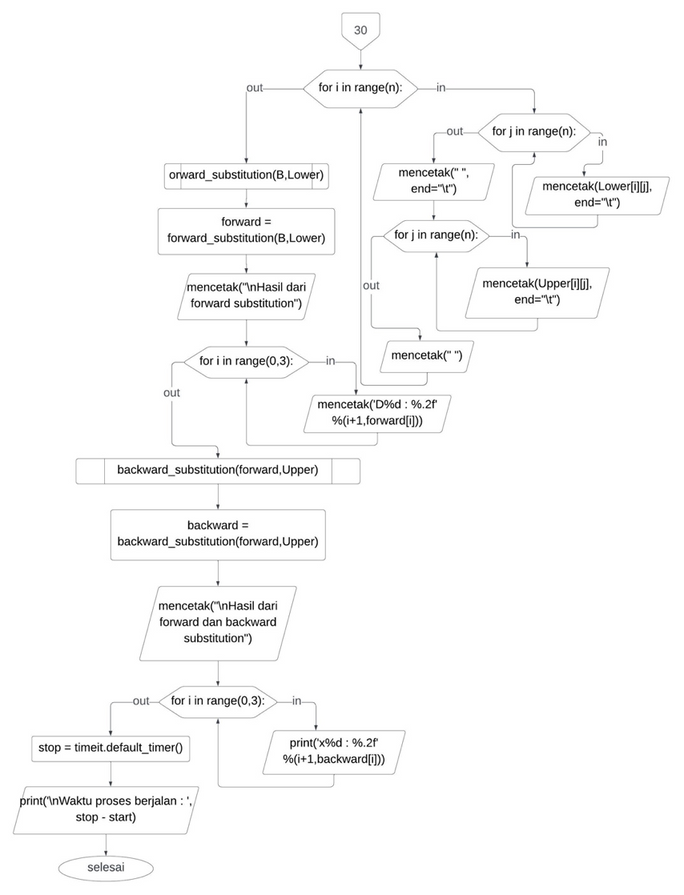 30
for i in range(n):
out
in
for j in range(n):
out
in
mencetak(" ",
end="\t")
mencetak(Lower[i][j],
end="\t")
orward_substitution(B,Lower)
forward =
forward_substitution(B,Lower)
for j in range(n):
in
out
mencetak(Upper[i][j],
end="\t")
mencetak("\nHasil dari
forward substitution")
mencetak(" ")
for i in range(0,3):
in
out
mencetak('D%d : %.2f'
%(i+1,forward[i]))
backward_substitution(forward,Upper)
backward =
backward_substitution(forward,Upper)
mencetak("\nHasil dari
forward dan backward
substitution")
for i in range(0,3):
out
in
stop = timeit.default_timer()
print('x%d : %.2f'
%(i+1,backward[i]))
print('\nWaktu proses berjalan : ',
stop - start)
selesai